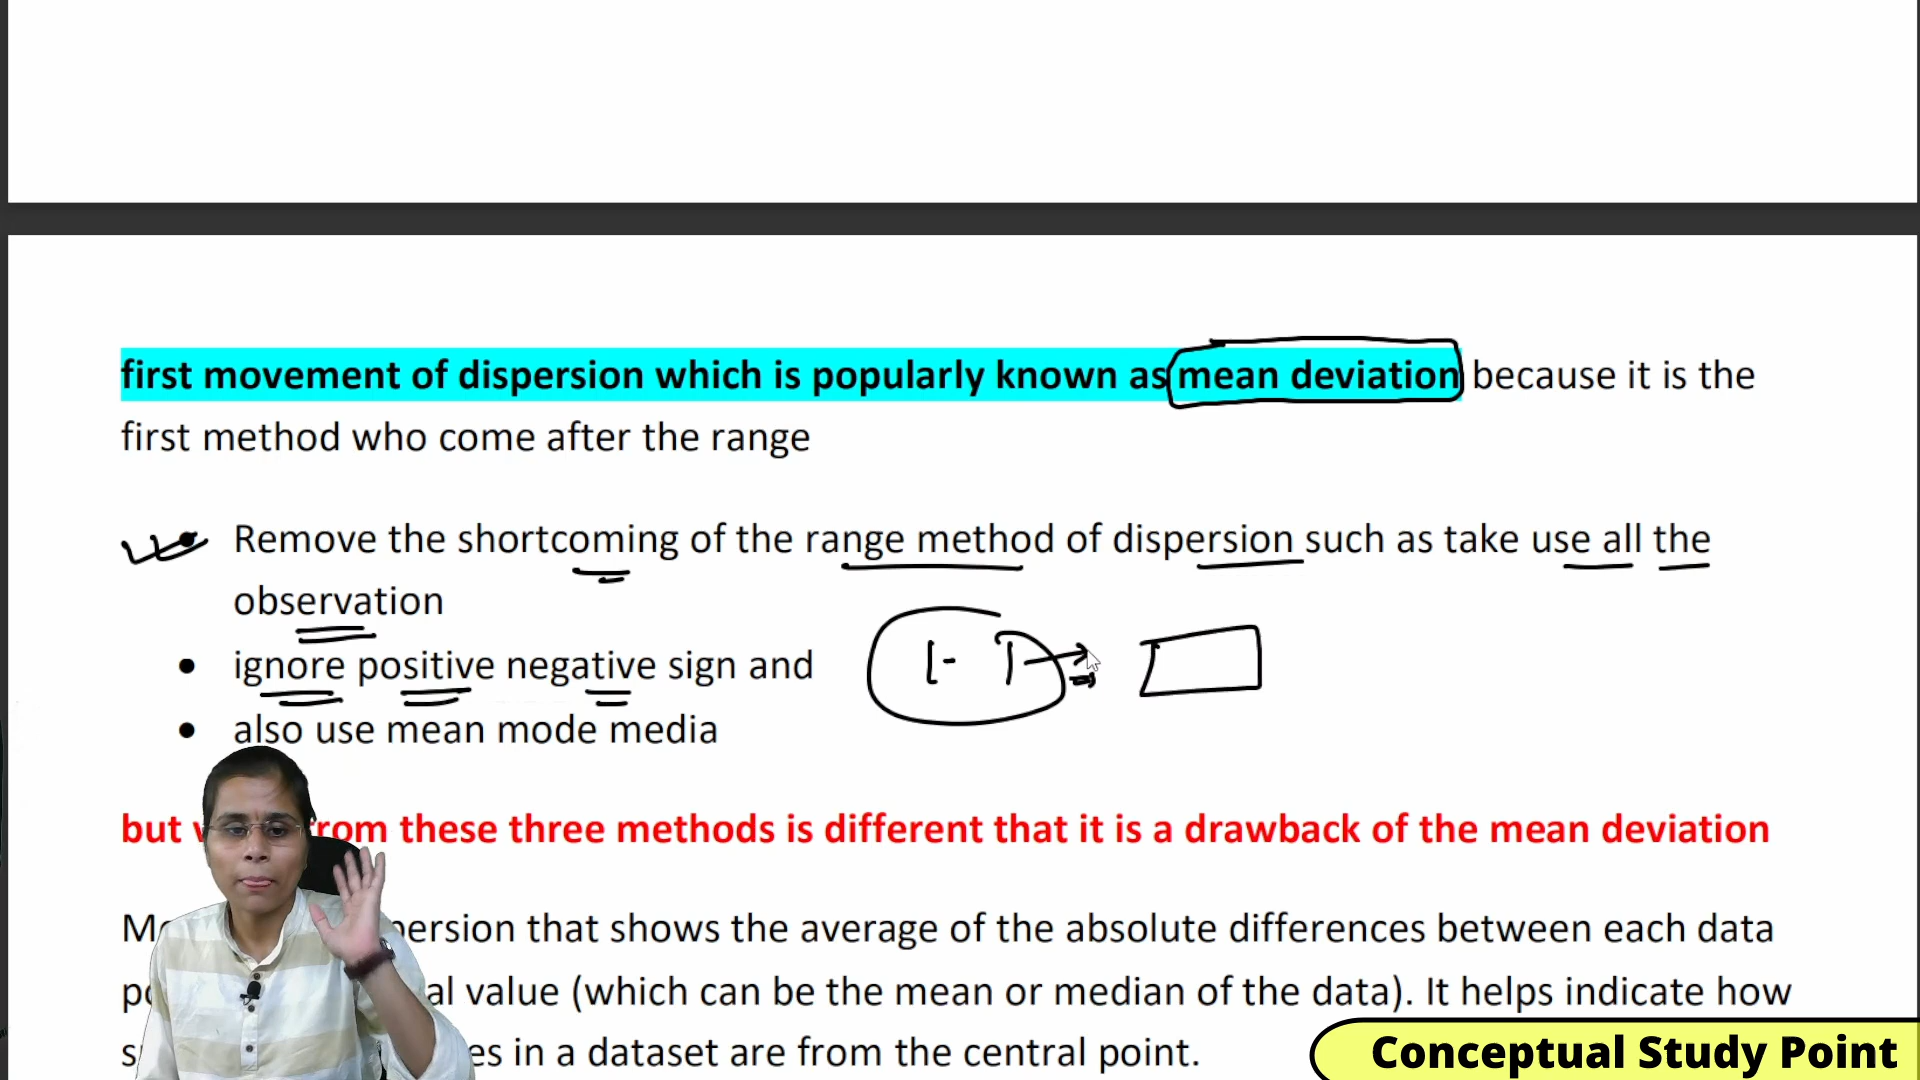 first movement of dispersion which is popularly known as mean deviation because it is the
first method who come after the range
• Remove the shortcoming of the range method of dispersion such as take use all the
observation
• ignore positive negative sign and
• also use mean mode media
but from these three methods is different that it is a drawback of the mean deviation
that shows the average of the absolute differences between each data
value (which can be the mean or median of the data). It helps indicate how
in a dataset are from the central point.
Conceptual Study Point